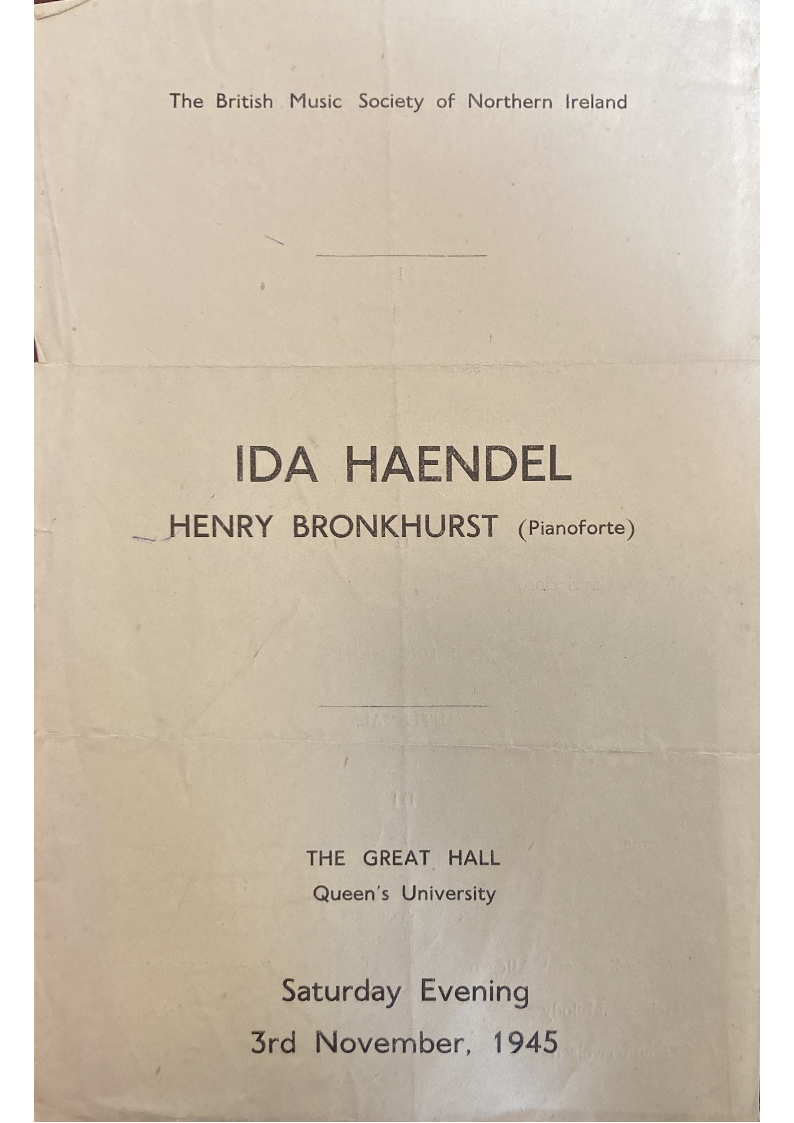 The British Music Society of Northern Ireland
IDA HAENDEL
HENRY BRONKHURST (Pianoforte)
THE GREAT HALL
Queen's University
Saturday Evening
3rd November, 1945